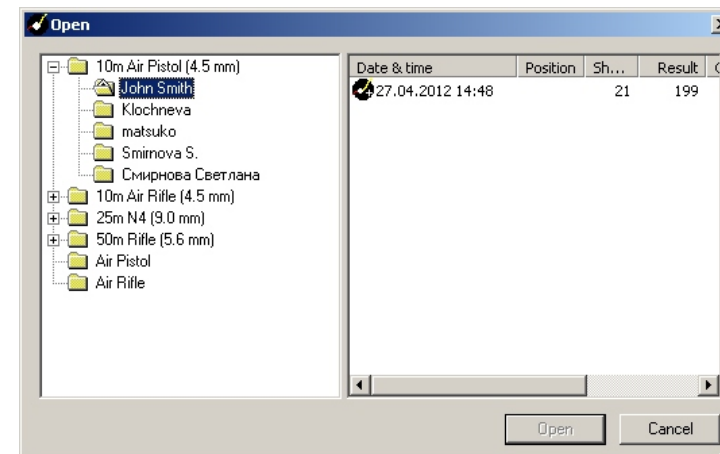 Open
10m Air Pistol (4.5 mm)
John Smith
Klochneva
matsuko
Smirnova S.
Смирнова Светлана
10m Air Rifle (4.5 mm)
25m N4 (9.0 mm)
50m Rifle (5.6 mm)
Air Pistol
Air Rifle
Date & time Position Sh... Result
27.04.2012 14:48 21 199
Open Cancel